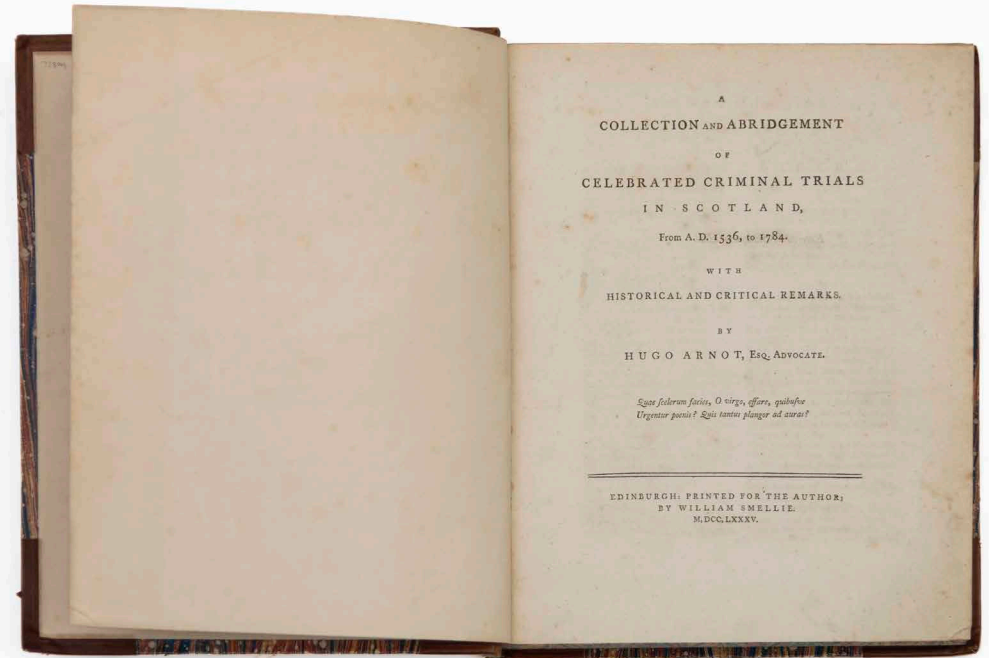 A
COLLECTION AND ABRIDGEMENT
OF
CELEBRATED CRIMINAL TRIALS
IN SCOTLAND,
From A. D. 1536, to 1784.
WITH
HISTORICAL AND CRITICAL REMARKS.
BY
HUGO ARNOT, ESQ. ADVOCATE.
Quae ſcelerum facies, O virgo, effare, quibuſve
Urgentur poenis? Quis tantus plangor ad auras?
EDINBURGH: PRINTED FOR THE AUTHOR;
BY WILLIAM SMELLIE.
M,DCC,LXXXV.